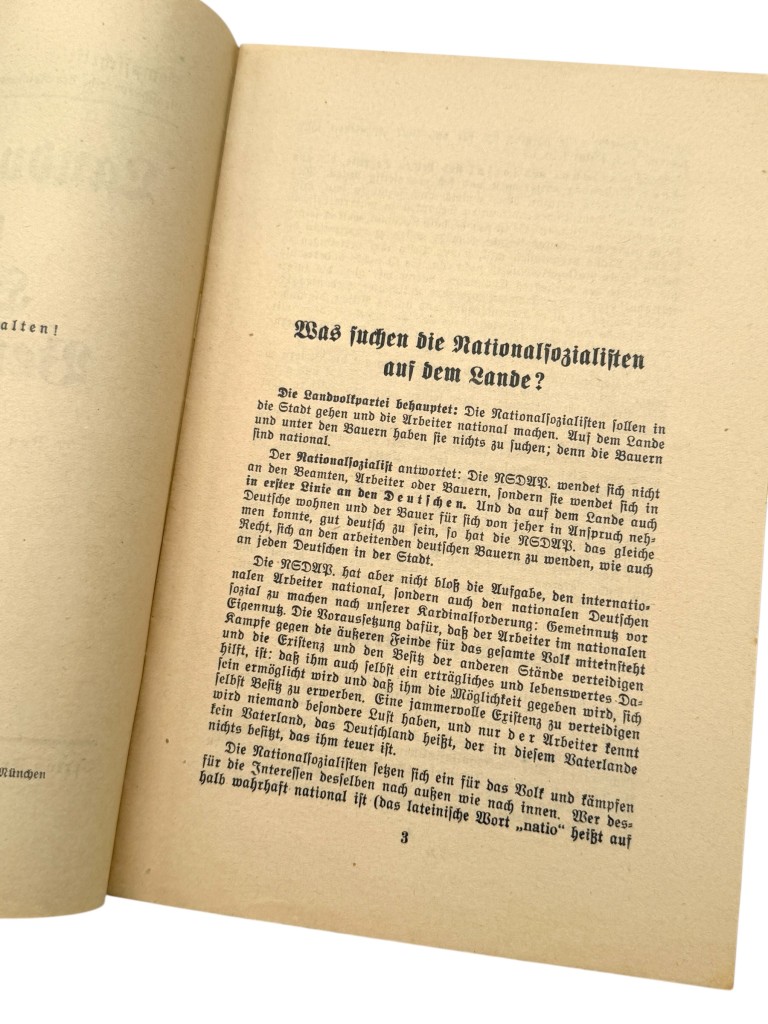 alten!
München
Was suchen die Nationalsozialisten
auf dem Lande?
Die Landvolkpartei behauptet: Die Nationalsozialisten sollen in
die Stadt gehen und die Arbeiter national machen. Auf dem Lande
und unter den Bauern haben sie nichts zu suchen; denn die Bauern
sind national.
Der Nationalsozialist antwortet: Die NSDAP. wendet sich nicht
an den Beamten, Arbeiter oder Bauern, sondern sie wendet sich in
in erster Linie an den Deutschen. Und da auf dem Lande auch
Deutsche wohnen und der Bauer für sich von jeher in Anspruch neh-
men konnte, gut deutsch zu sein, so hat die NSDAP. das gleiche
Recht, sich an den arbeitenden deutschen Bauern zu wenden, wie auch
an jeden Deutschen in der Stadt.
Die NSDAP. hat aber nicht bloß die Aufgabe, den internatio-
nalen Arbeiter national, sondern auch den nationalen Deutschen
sozial zu machen nach unserer Kardinalforderung: Gemeinnutz vor
Eigennutz. Die Voraussetzung dafür, daß der Arbeiter im nationalen
Kampfe gegen die äußeren Feinde für das gesamte Volk miteinsteht
und die Existenz und den Besitz der anderen Stände verteidigen
hilft, ist: daß ihm auch selbst ein erträgliches und lebenswertes Da-
sein ermöglicht wird und daß ihm die Möglichkeit gegeben wird, sich
selbst Besitz zu erwerben. Eine jammervolle Existenz zu verteidigen
wird niemand besondere Lust haben, und nur der Arbeiter kennt
kein Vaterland, das Deutschland heißt, der in diesem Vaterlande
nichts besitzt, das ihm teuer ist.
Die Nationalsozialisten setzen sich ein für das Volk und kämpfen
für die Interessen desselben nach außen wie nach innen. Wer des-
halb wahrhaft national ist (das lateinische Wort „natio“ heißt auf
3